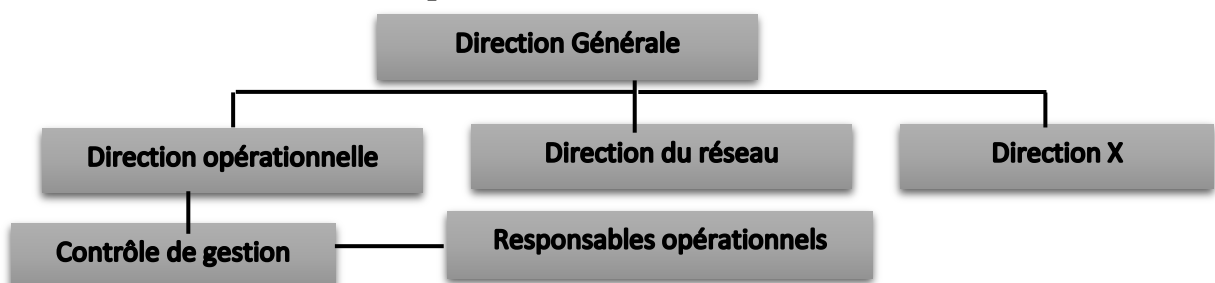 Direction Générale
Direction opérationnelle
Direction du réseau
Direction X
Contrôle de gestion
Responsables opérationnels